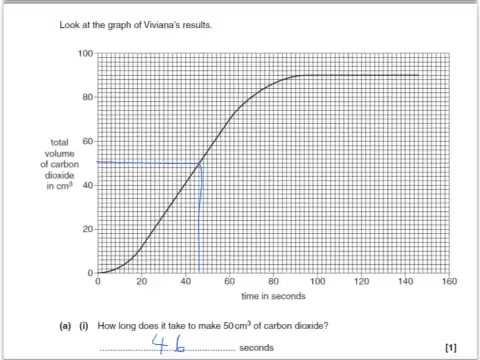 Look at the graph of Viviana's results.
100
80
60
40
20
0
total
volume
of carbon
dioxide
in cm³
0 20 40 60 80 100 120 140 160
time in seconds
(a) (i) How long does it take to make 50 cm³ of carbon dioxide?
46 seconds [1]